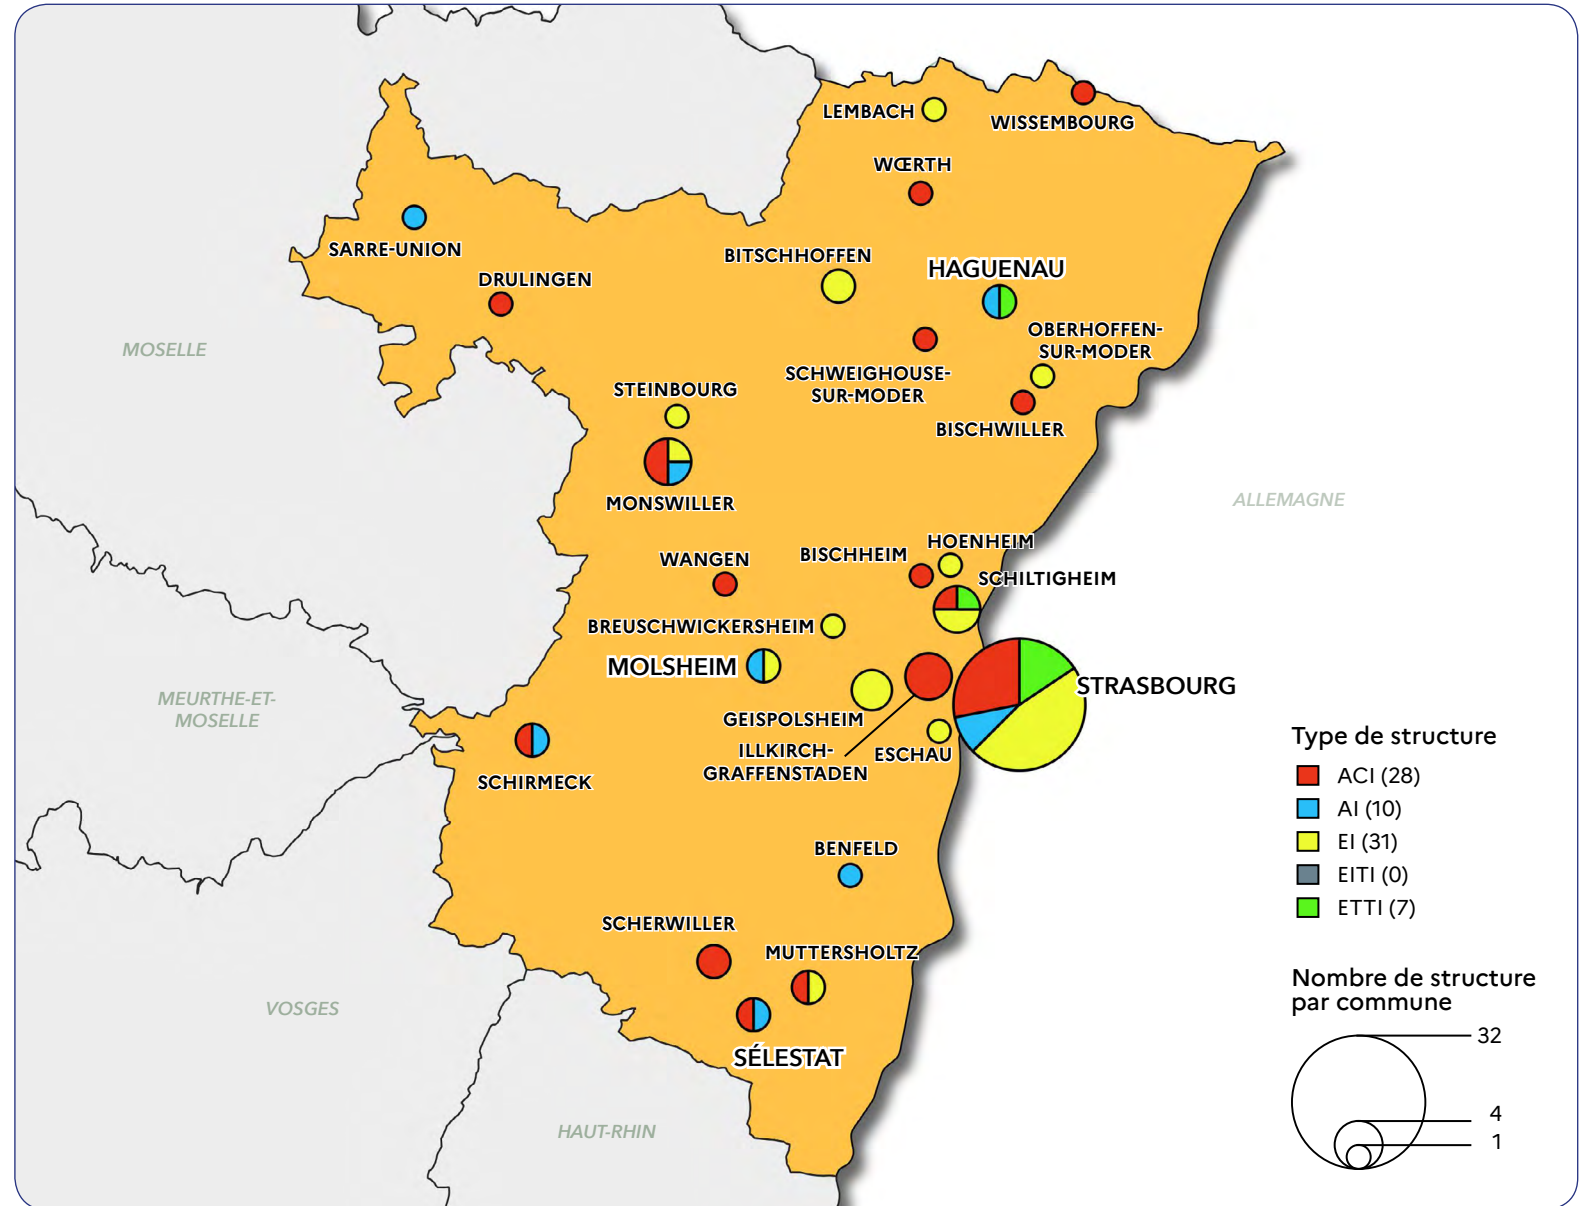 LEMBACH
WISSEMBOURG
WŒRTH
SARRE-UNION
BITSCHHOFFEN
HAGUENAU
DRULINGEN
OBERHOFFEN-
SUR-MODER
MOSELLE
SCHWEIGHOUSE-
SUR-MODER
STEINBOURG
BISCHWILLER
MONSWILLER
ALLEMAGNE
HOENHEIM
BISCHHEIM
WANGEN
SCHILTIGHEIM
BREUSCHWICKERSHEIM
MOLSHEIM
STRASBOURG
MEURTHE-ET-
MOSELLE
GEISPOLSHEIM
ILLKIRCH-
GRAFFENSTADEN
ESCHAU
SCHIRMECK
BENFELD
SCHERWILLER
MUTTERSHOLTZ
VOSGES
SÉLESTAT
HAUT-RHIN
Type de structure
ACI (28)
AI (10)
EI (31)
EITI (0)
ETTI (7)
Nombre de structure
par commune
32
4
1